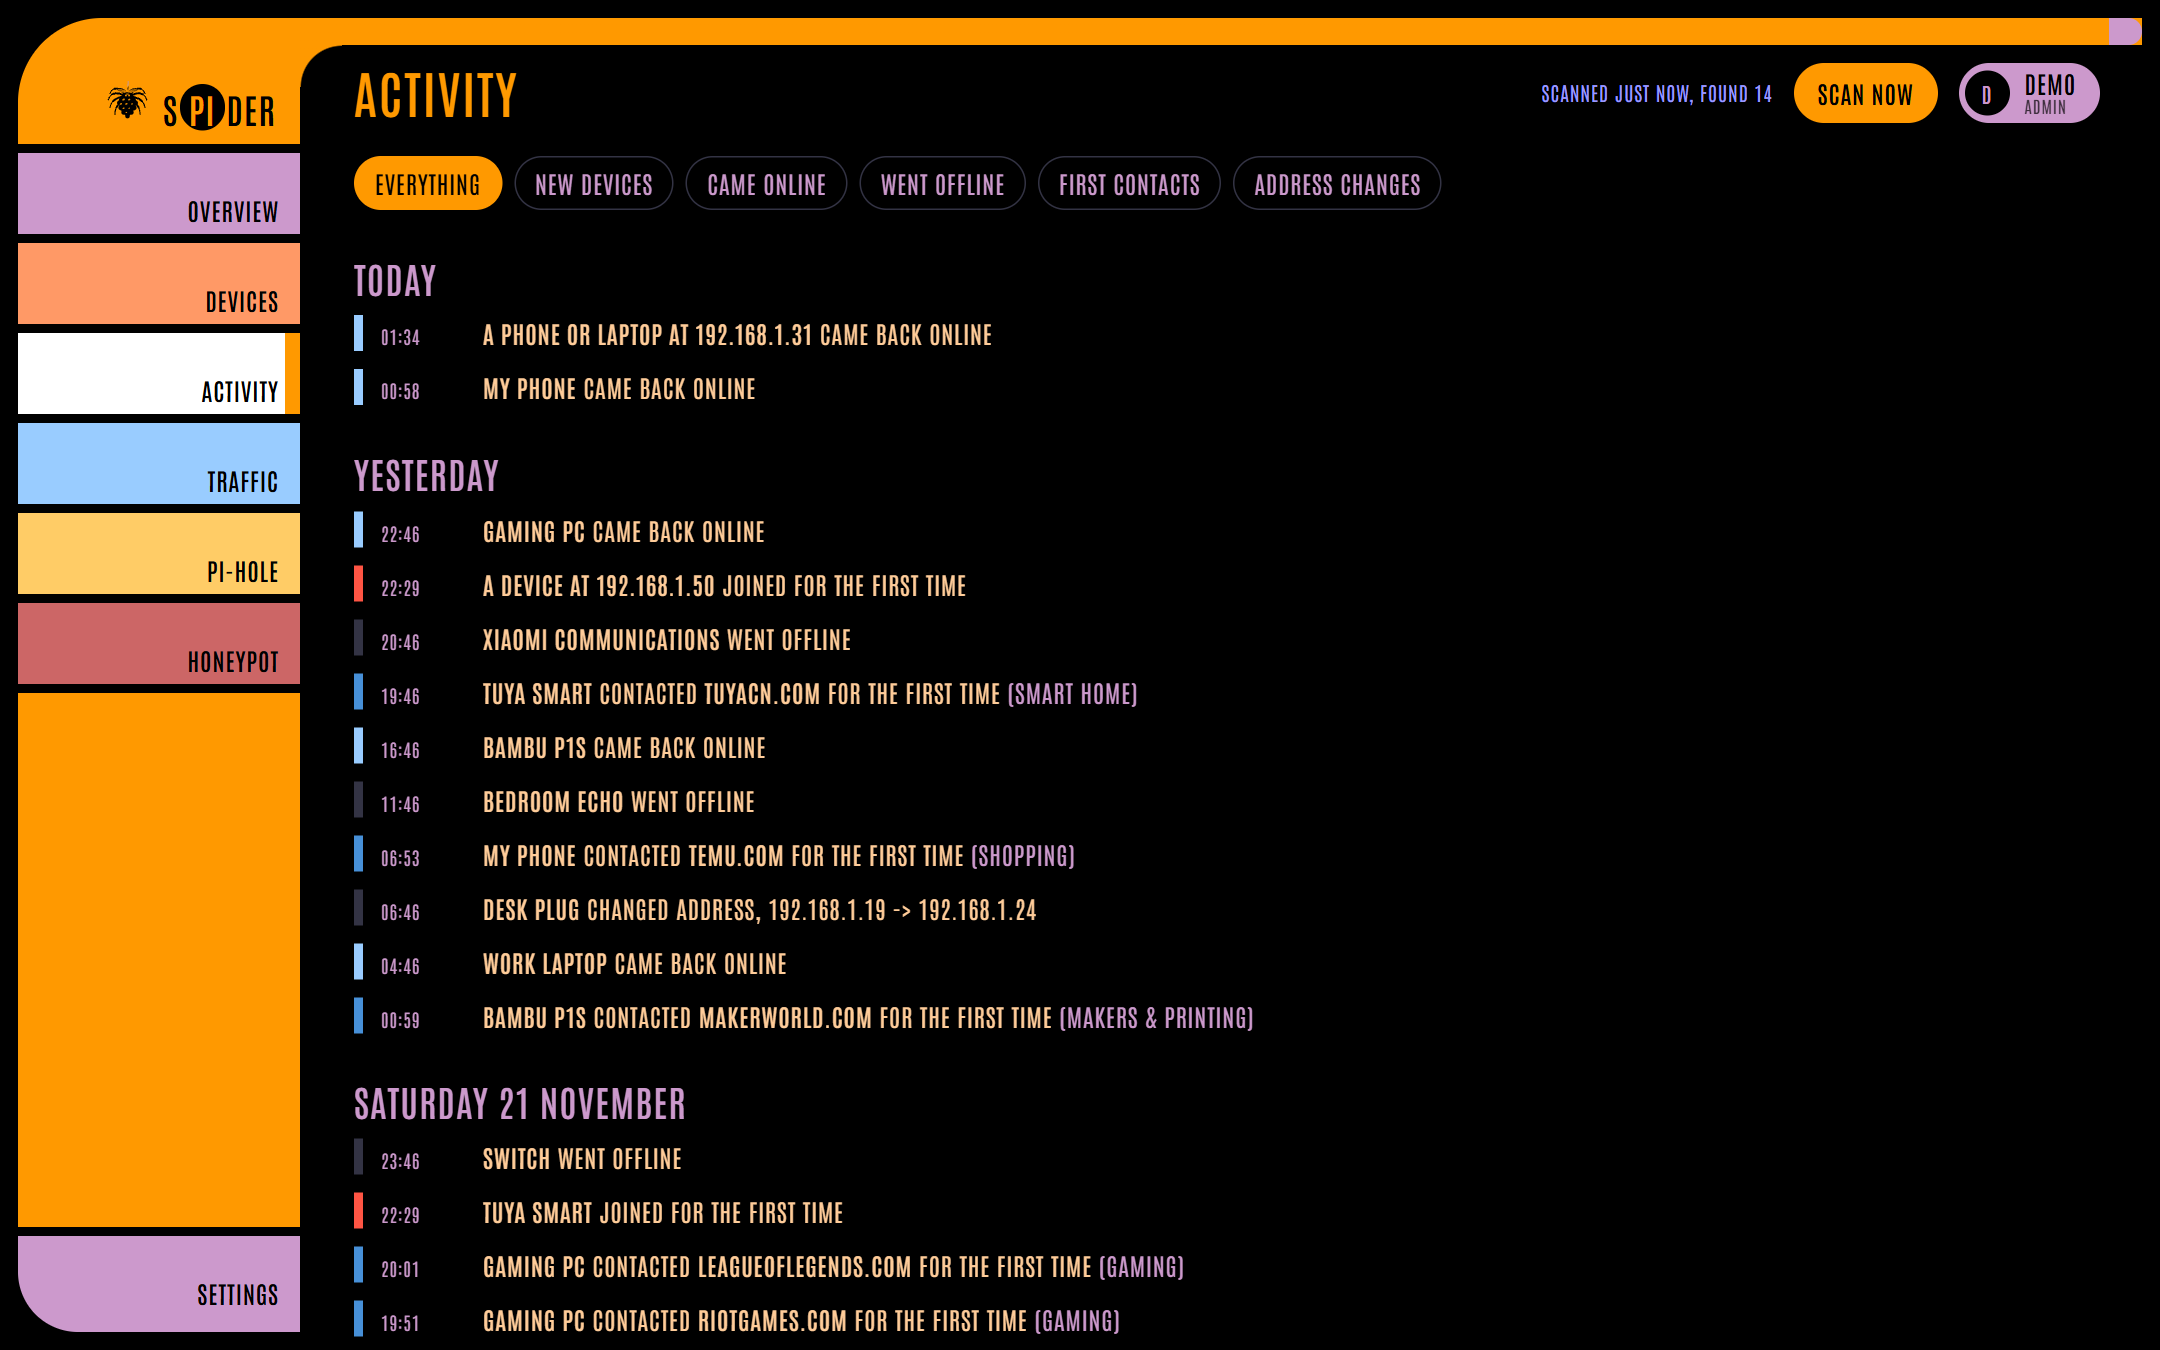 SPIDER
ACTIVITY
SCANNED JUST NOW, FOUND 14
SCAN NOW
D
DEMO
ADMIN
OVERVIEW
DEVICES
ACTIVITY
TRAFFIC
PI-HOLE
HONEYPOT
SETTINGS
EVERYTHING
NEW DEVICES
CAME ONLINE
WENT OFFLINE
FIRST CONTACTS
ADDRESS CHANGES
TODAY
01:34 A PHONE OR LAPTOP AT 192.168.1.31 CAME BACK ONLINE
00:58 MY PHONE CAME BACK ONLINE
YESTERDAY
22:46 GAMING PC CAME BACK ONLINE
22:29 A DEVICE AT 192.168.1.50 JOINED FOR THE FIRST TIME
20:46 XIAOMI COMMUNICATIONS WENT OFFLINE
19:46 TUYA SMART CONTACTED TUYACN.COM FOR THE FIRST TIME (SMART HOME)
16:46 BAMBU P1S CAME BACK ONLINE
11:46 BEDROOM ECHO WENT OFFLINE
06:53 MY PHONE CONTACTED TEMU.COM FOR THE FIRST TIME (SHOPPING)
06:46 DESK PLUG CHANGED ADDRESS, 192.168.1.19 -> 192.168.1.24
04:46 WORK LAPTOP CAME BACK ONLINE
00:59 BAMBU P1S CONTACTED MAKERWORLD.COM FOR THE FIRST TIME (MAKERS & PRINTING)
SATURDAY 21 NOVEMBER
23:46 SWITCH WENT OFFLINE
22:29 TUYA SMART JOINED FOR THE FIRST TIME
20:01 GAMING PC CONTACTED LEAGUEOFLEGENDS.COM FOR THE FIRST TIME (GAMING)
19:51 GAMING PC CONTACTED RIOTGAMES.COM FOR THE FIRST TIME (GAMING)